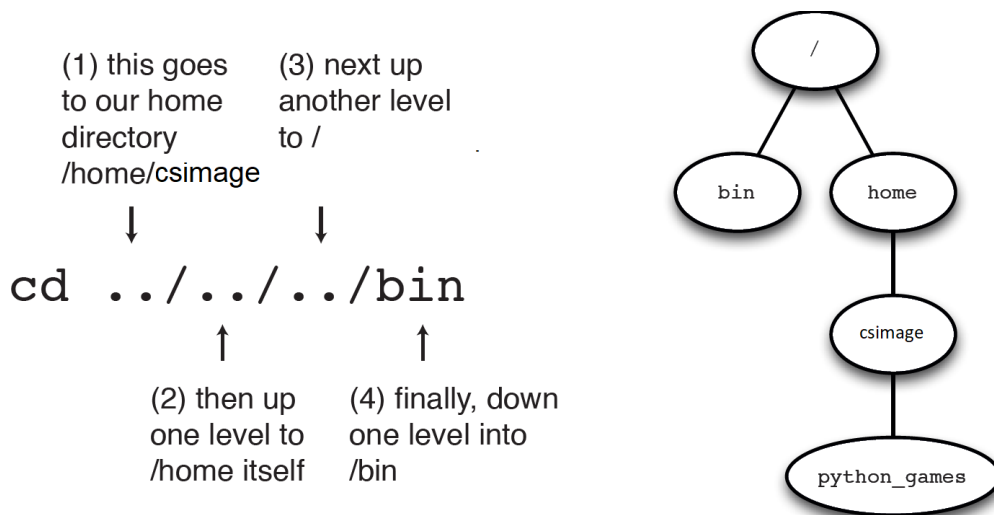 (1) this goes
to our home
directory
/home/csimage
(3) next up
another level
to /
cd ../../../bin
(2) then up
one level to
/home itself
(4) finally, down
one level into
/bin
/
bin
home
csimage
python_games